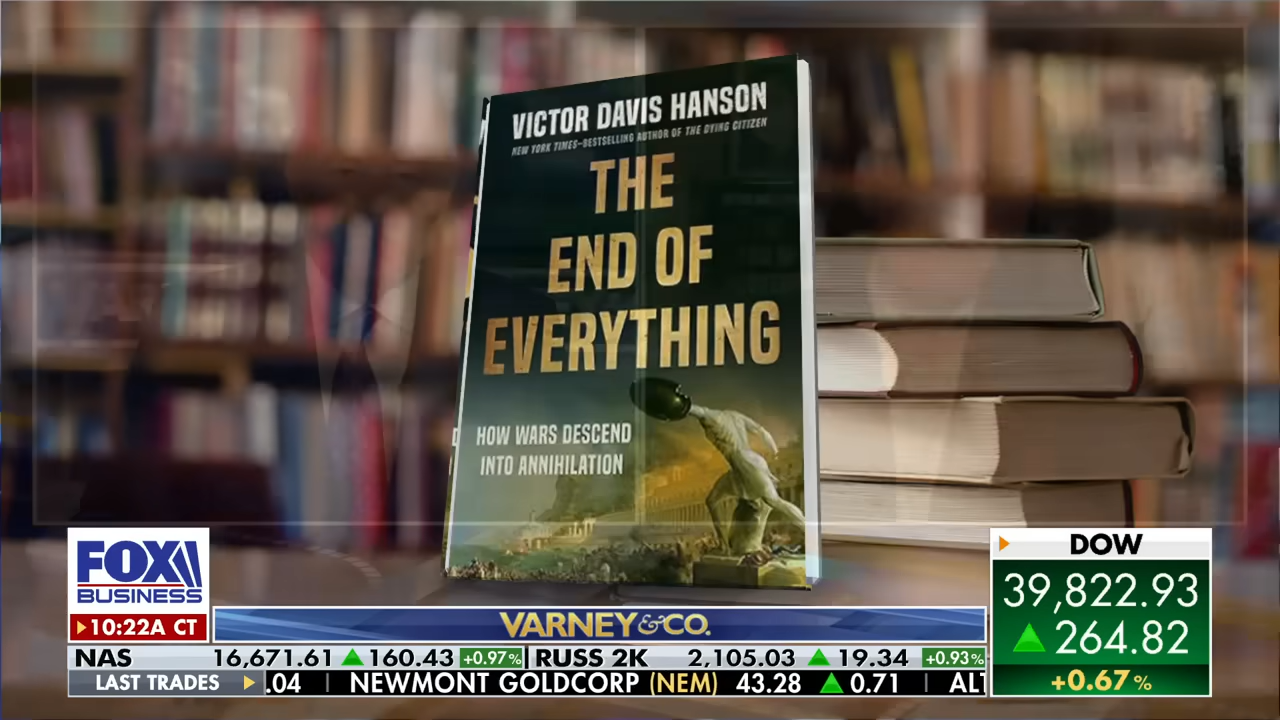 VICTOR DAVIS HANSON
NEW YORK TIMES-BESTSELLING AUTHOR OF THE DYING CITIZEN
THE
END OF
EVERYTHING
HOW WARS DESCEND
INTO ANNIHILATION
FOX
BUSINESS
10:22A CT
VARNEY & CO.
DOW
39,822.93
264.82
+0.67%
NAS 16,671.61 160.43 +0.97% RUSS 2K 2,105.03 19.34 +0.93%
LAST TRADES .04 NEWMONT GOLDCORP (NEM) 43.28 0.71